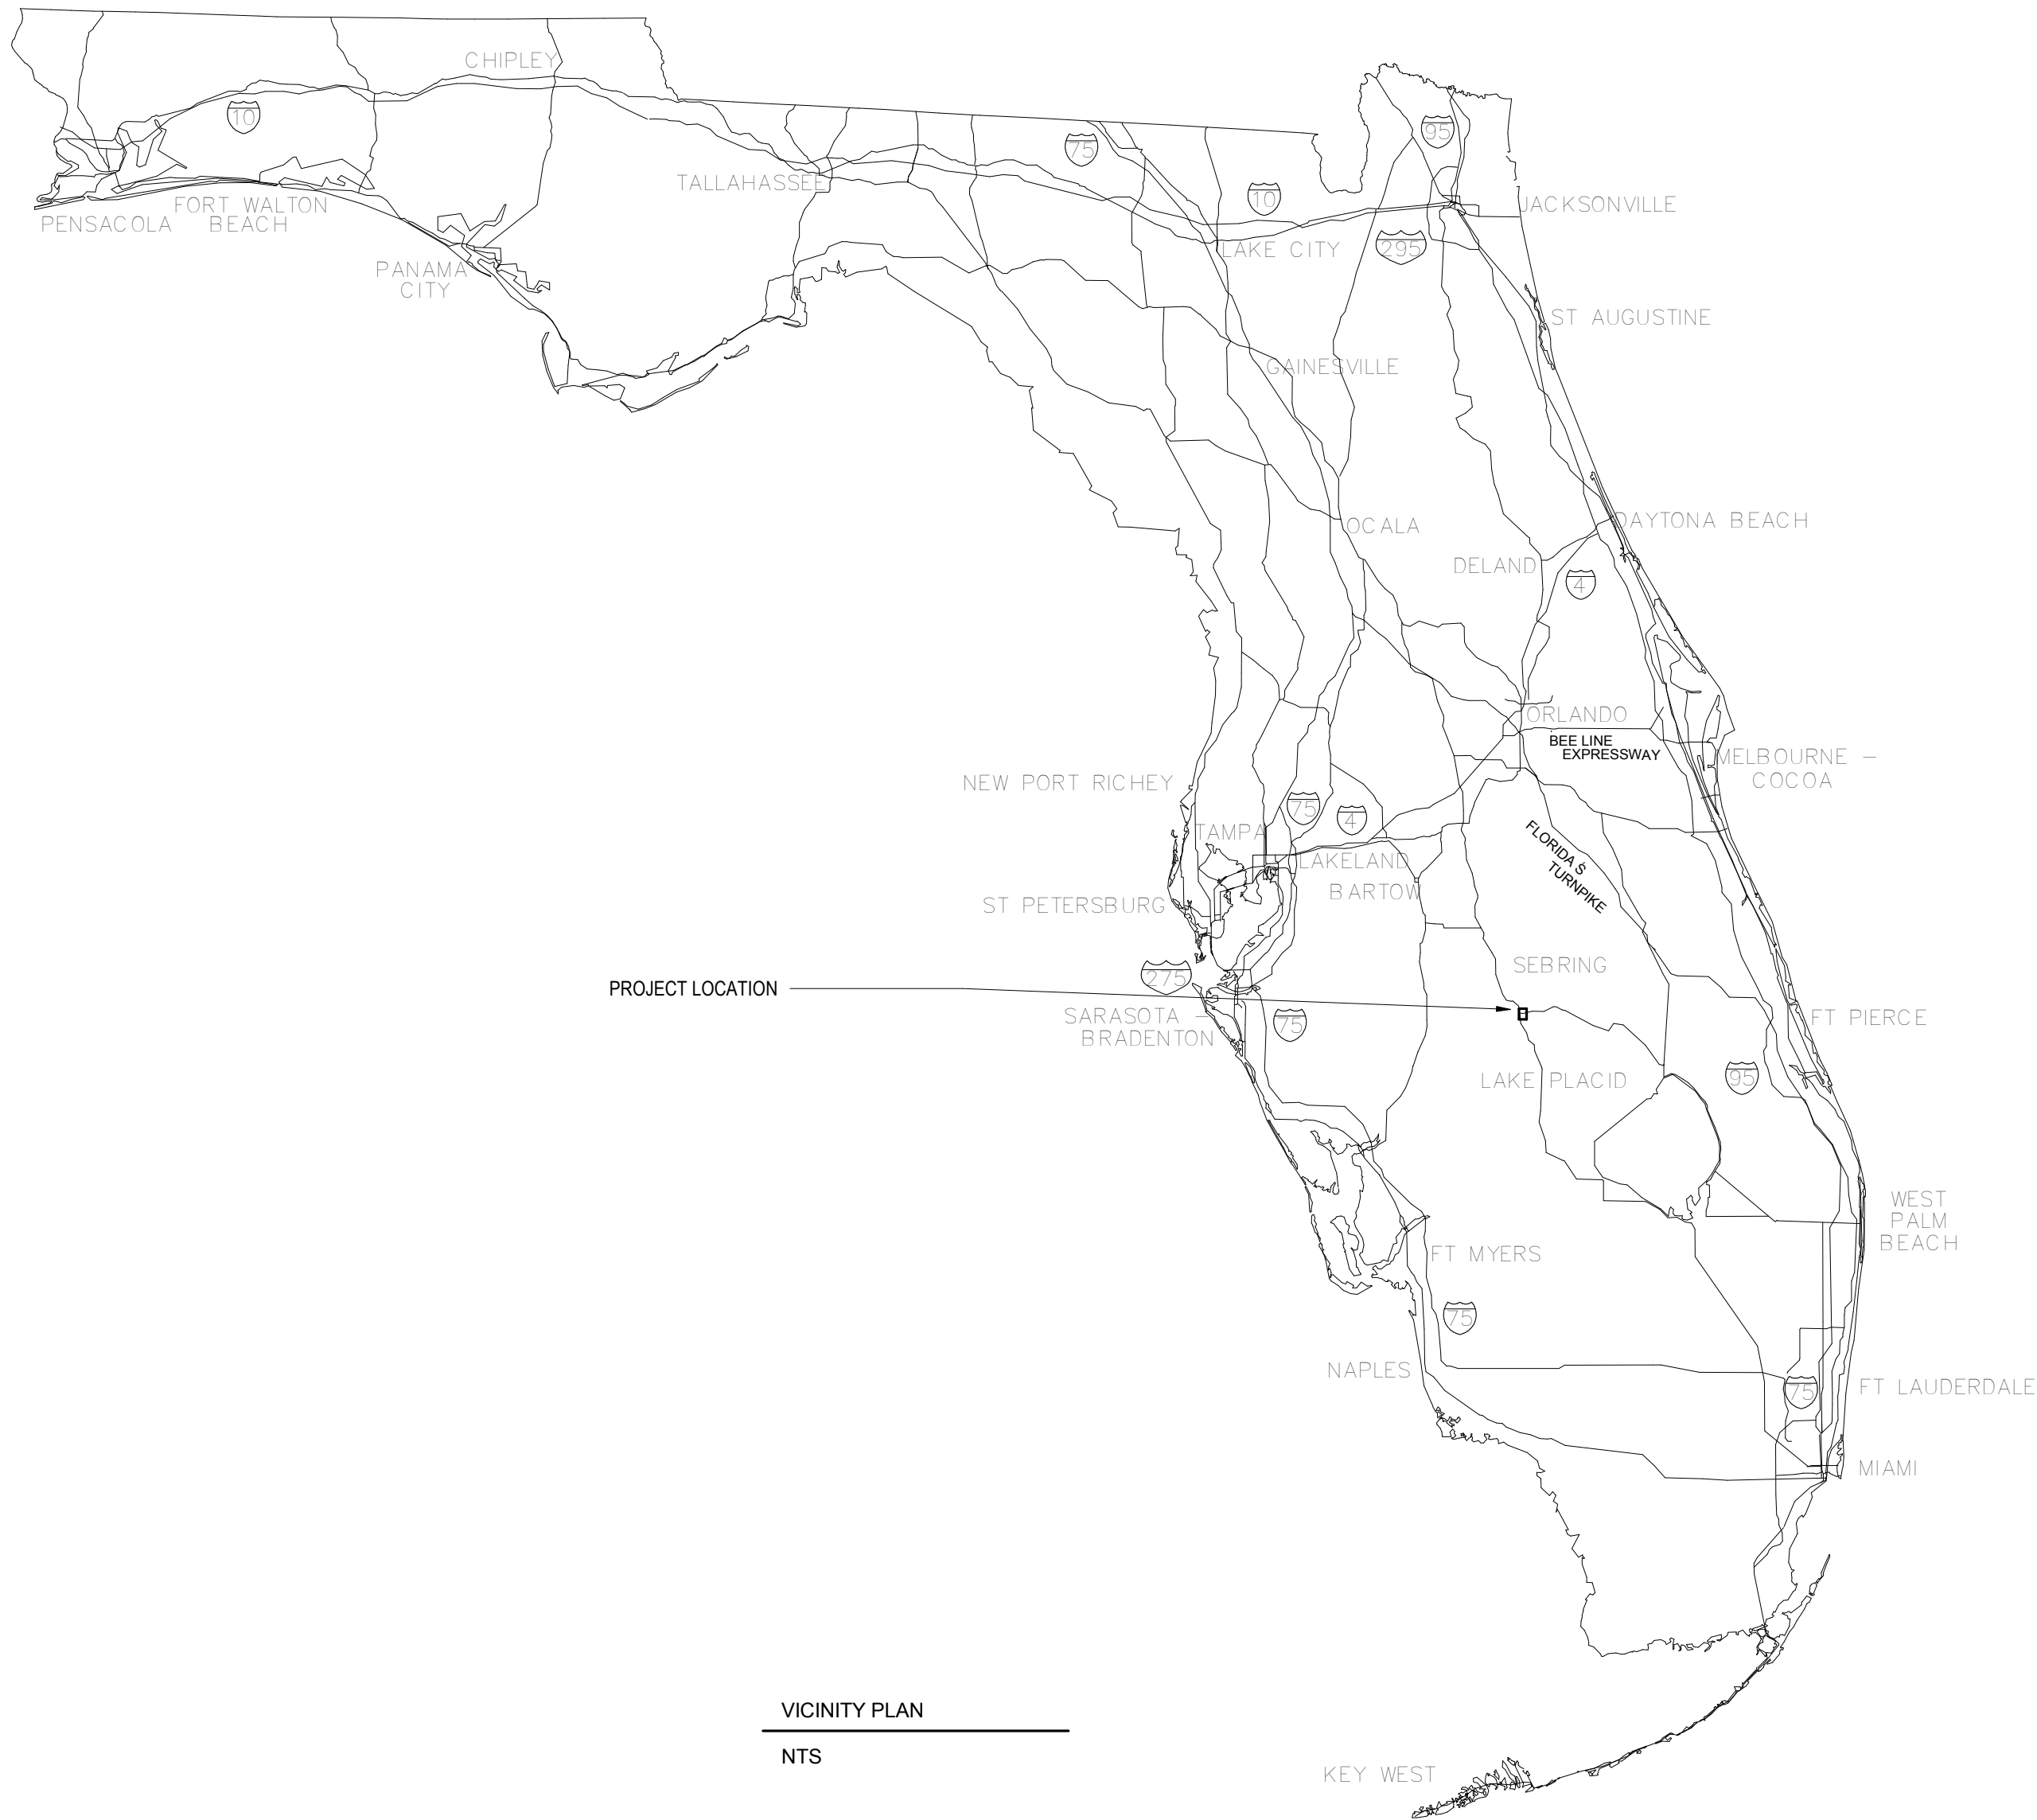 CHIPLEY
10
95
75
TALLAHASSEE
10
JACKSONVILLE
FORT WALTON
BEACH
PENSACOLA
LAKE CITY
295
PANAMA
CITY
ST AUGUSTINE
GAINESVILLE
OCALA
DAYTONA BEACH
DELAND
4
ORLANDO
BEE LINE
EXPRESSWAY
MELBOURNE -
COCOA
NEW PORT RICHEY
75
4
TAMPA
FLORIDA S
TURNPIKE
LAKELAND
BARTOW
ST PETERSBURG
SEBRING
275
PROJECT LOCATION
SARASOTA -
BRADENTON
75
FT PIERCE
LAKE PLACID
95
WEST
PALM
BEACH
FT MYERS
75
NAPLES
75
FT LAUDERDALE
MIAMI
VICINITY PLAN
NTS
KEY WEST